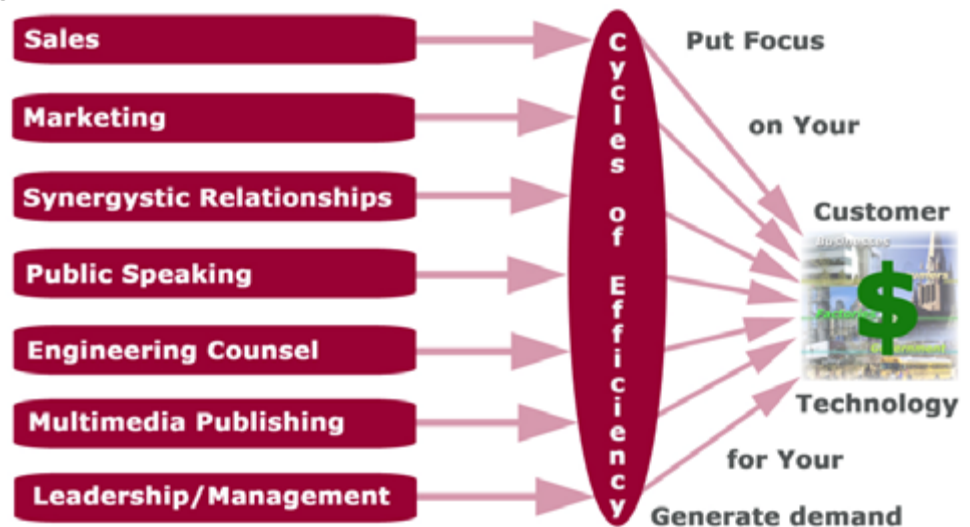 Sales
Marketing
Synergystic Relationships
Public Speaking
Engineering Counsel
Multimedia Publishing
Leadership/Management
Cycles of Efficiency
Put Focus
on Your
Customer
Businesses
$
Technology
for Your
Generate demand